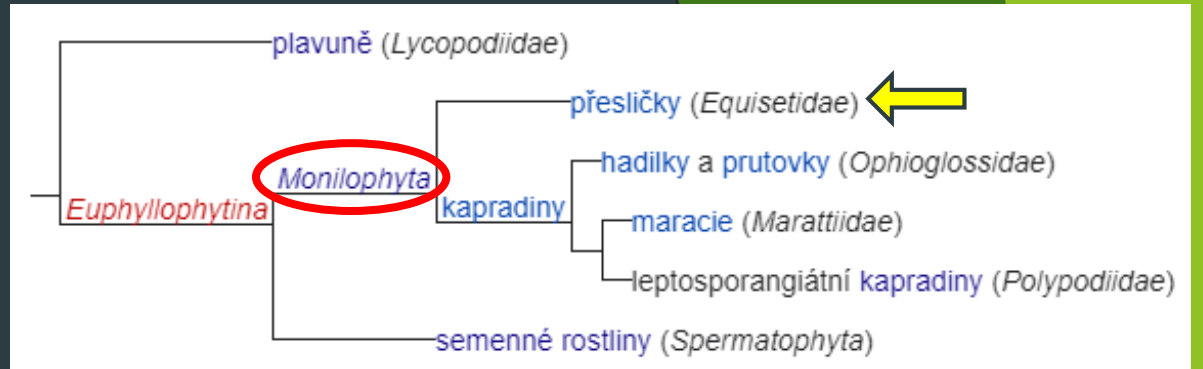 plavuně (Lycopodiidae)
přesličky (Equisetidae)
hadilky a prutovky (Ophioglossidae)
Monilophyta
Euphyllophytina
kapradiny
maracie (Marattiidae)
leptosporangiátní kapradiny (Polypodiidae)
semenné rostliny (Spermatophyta)